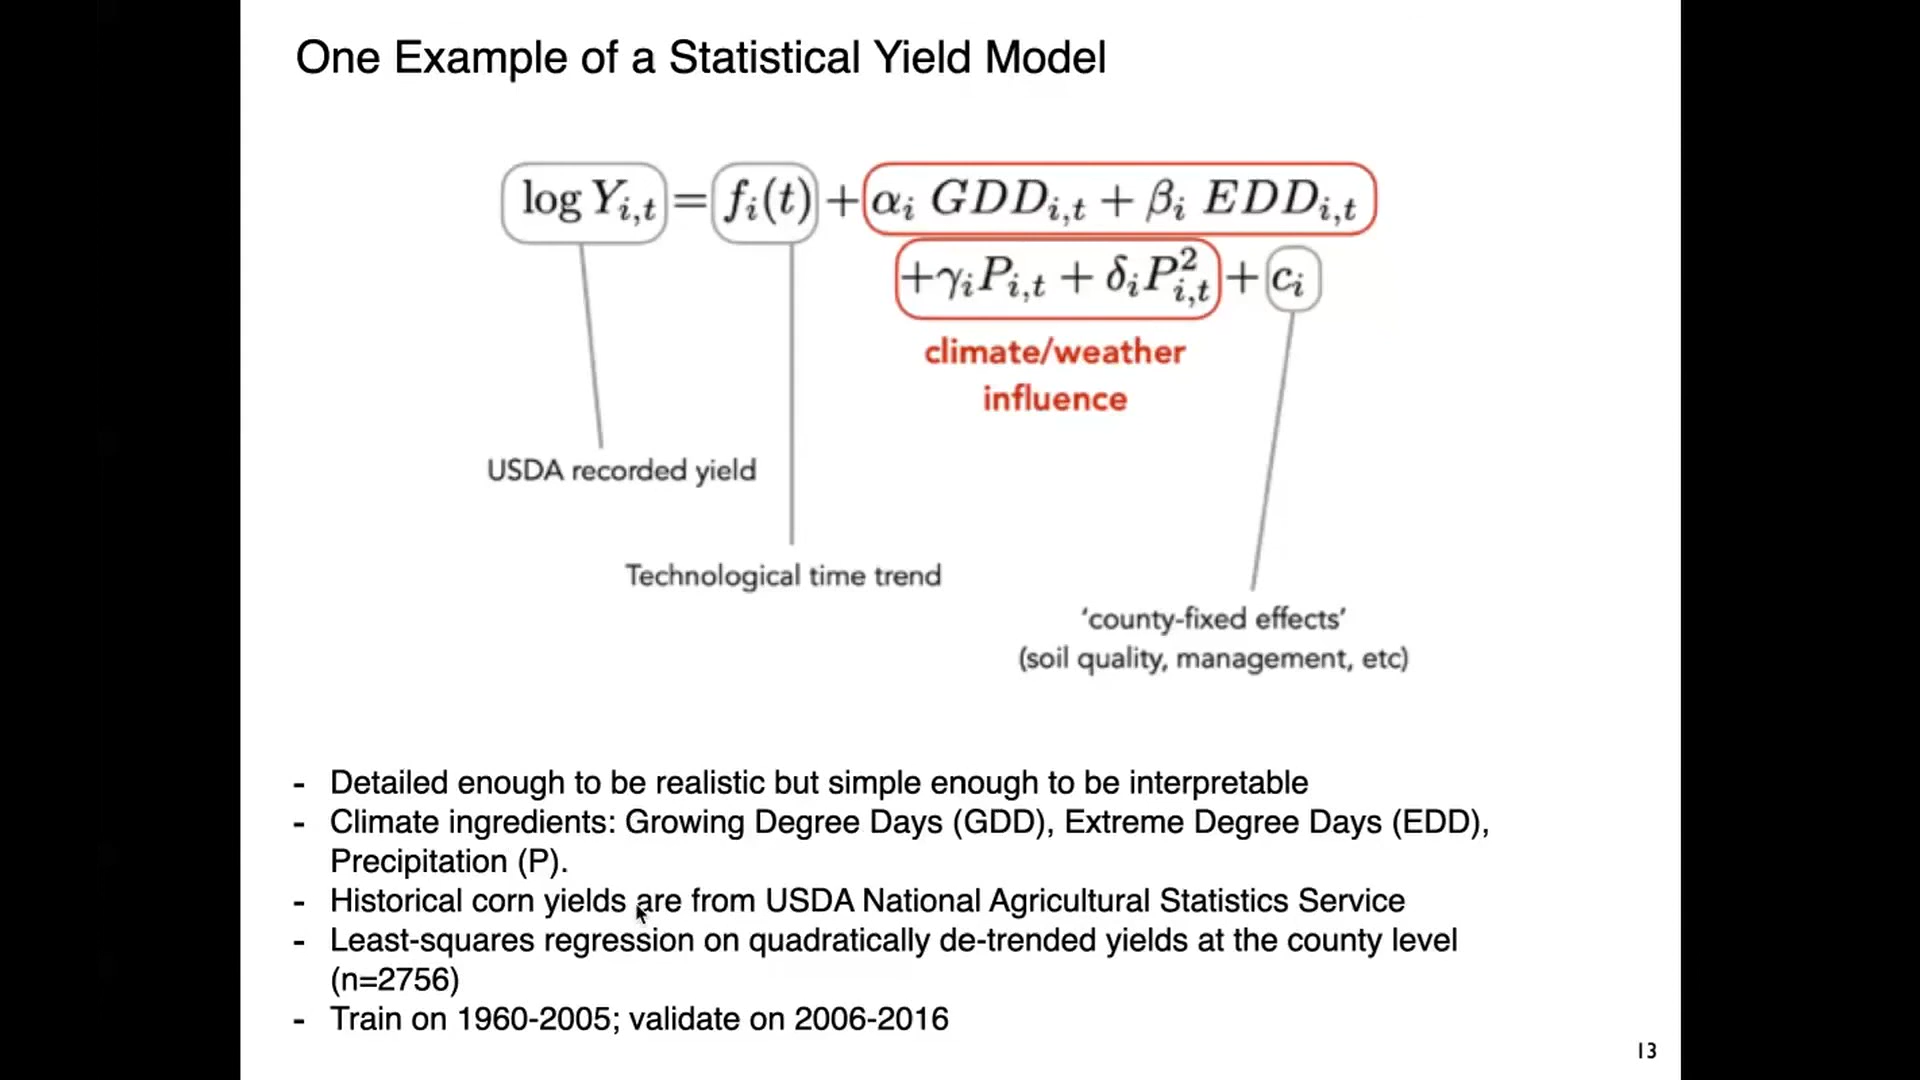 One Example of a Statistical Yield Model
log Y_{i,t} = f_i(t) + α_i GDD_{i,t} + β_i EDD_{i,t}
+γ_i P_{i,t} + δ_i P²_{i,t} + c_i
climate/weather
influence
USDA recorded yield
Technological time trend
‘county-fixed effects’
(soil quality, management, etc)
- Detailed enough to be realistic but simple enough to be interpretable
- Climate ingredients: Growing Degree Days (GDD), Extreme Degree Days (EDD),
Precipitation (P).
- Historical corn yields are from USDA National Agricultural Statistics Service
- Least-squares regression on quadratically de-trended yields at the county level
(n=2756)
- Train on 1960-2005; validate on 2006-2016
13